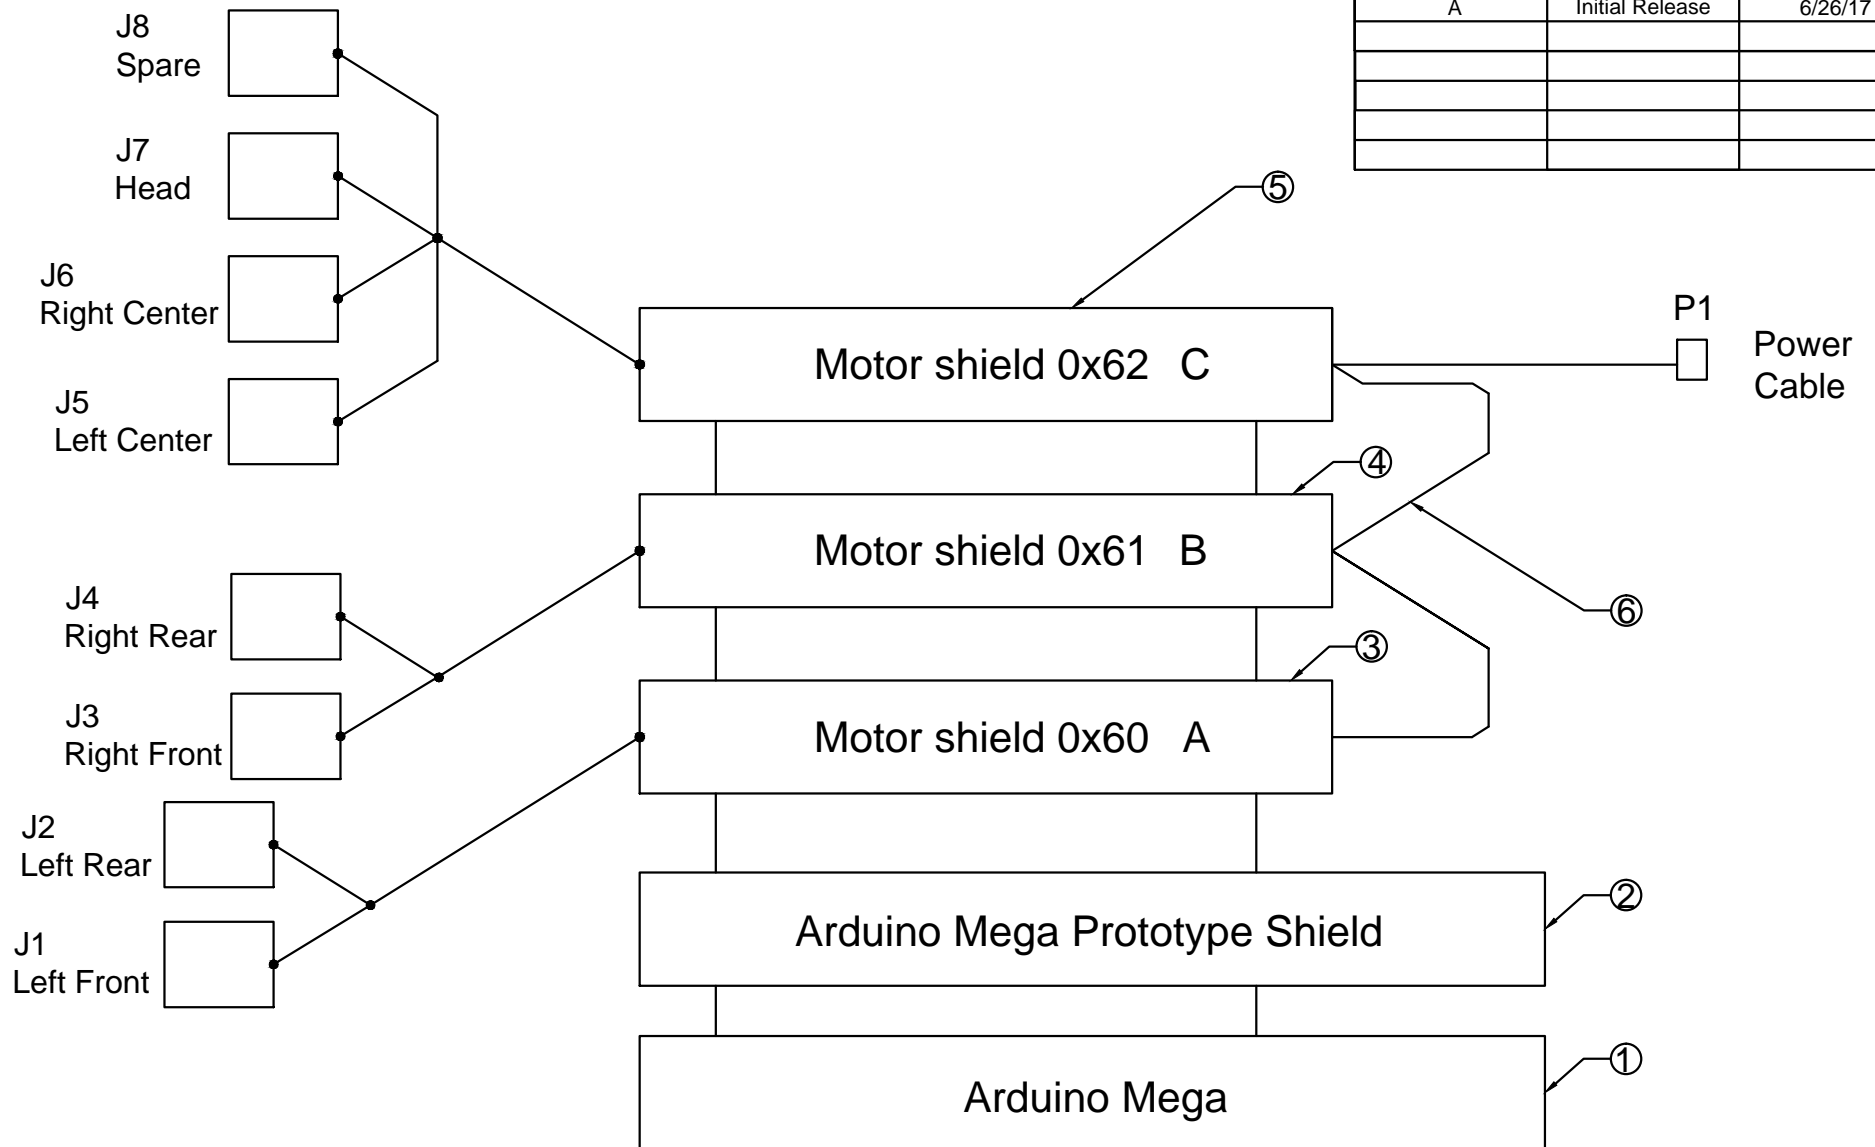 A Initial Release 6/26/17
J8
Spare
J7
Head
5
J6
Right Center
P1
Power
Cable
Motor shield 0x62 C
J5
Left Center
4
Motor shield 0x61 B
J4
Right Rear
6
3
J3
Right Front
Motor shield 0x60 A
J2
Left Rear
2
Arduino Mega Prototype Shield
J1
Left Front
1
Arduino Mega